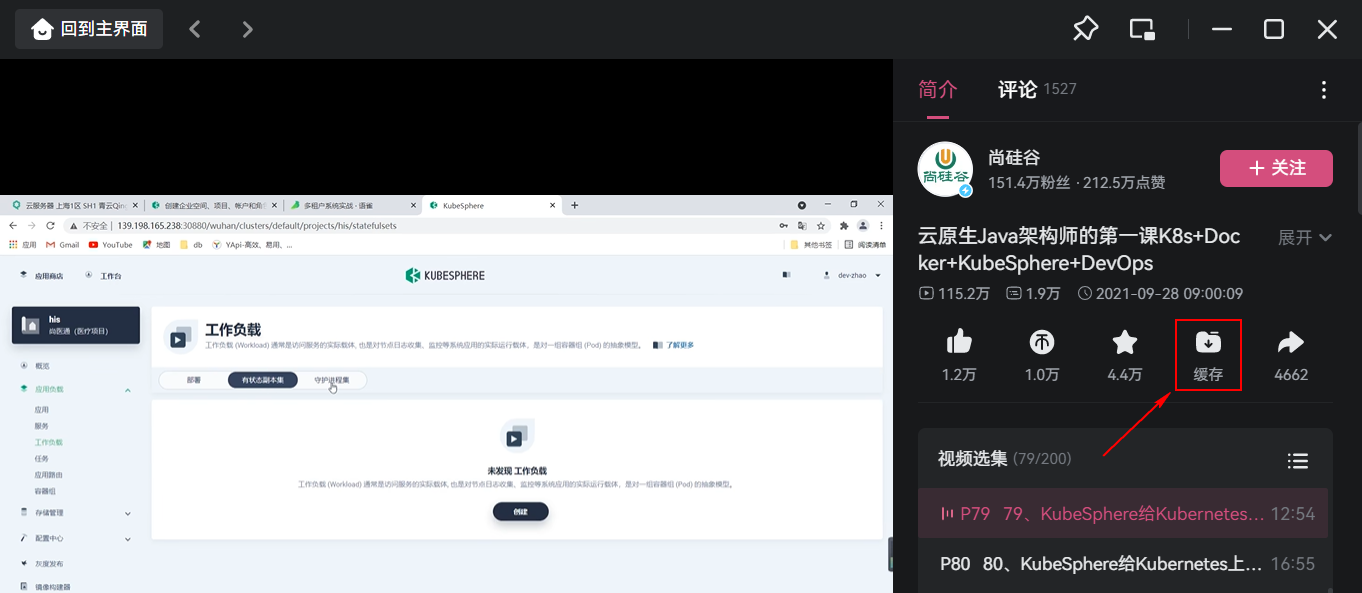 回到主界面
简介
评论 1527
尚硅谷
尚硅谷
151.4万粉丝 · 212.5万点赞
+ 关注
云原生Java架构师的第一课K8s+Doc
ker+KubeSphere+DevOps
展开
115.2万 1.9万 2021-09-28 09:00:09
1.2万
1.0万
4.4万
缓存
4662
视频选集 (79/200)
P79 79、KubeSphere给Kubernetes... 12:54
P80 80、KubeSphere给Kubernetes上... 16:55
云服务器 上海1区 SH1 青云Qin
创建企业空间、项目、帐户和角
多租户系统实战 · 语雀
KubeSphere
不安全 | 139.198.165.238:30880/wuhan/clusters/default/projects/his/statefulsets
应用 Gmail YouTube 地图 db YApi-高效、易用、...
其他书签 阅读清单
应用商店
工作台
KUBESPHERE
dev-zhao
his
尚医通（医疗项目）
概览
应用负载
应用
服务
工作负载
任务
应用路由
容器组
存储管理
配置中心
灰度发布
镜像构建器
工作负载
工作负载 (Workload) 通常是访问服务的实际载体, 也是对节点日志收集、监控等系统应用的实际运行载体，是对一组容器组 (Pod) 的抽象模型。 了解更多
部署
有状态副本集
守护进程集
未发现 工作负载
工作负载 (Workload) 通常是访问服务的实际载体, 也是对节点日志收集、监控等系统应用的实际运行载体，是对一组容器组 (Pod) 的抽象模型。
创建